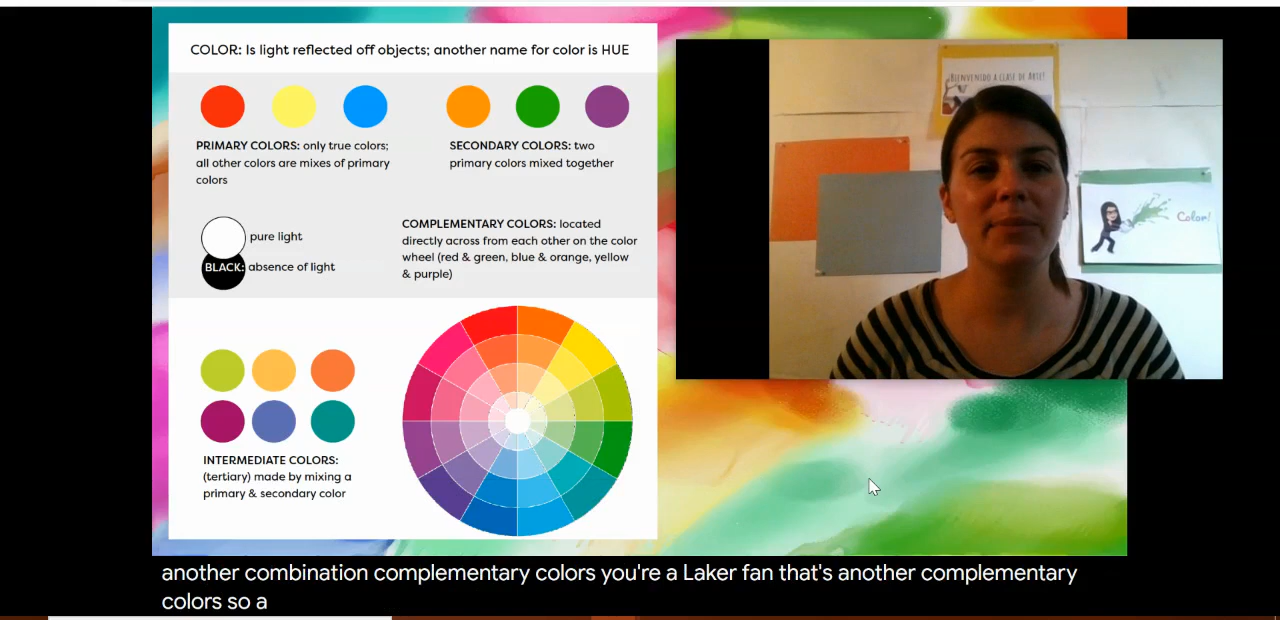 COLOR: Is light reflected off objects; another name for color is HUE
PRIMARY COLORS: only true colors;
all other colors are mixes of primary
colors
SECONDARY COLORS: two
primary colors mixed together
pure light
BLACK: absence of light
COMPLEMENTARY COLORS: located
directly across from each other on the color
wheel (red & green, blue & orange, yellow
& purple)
INTERMEDIATE COLORS:
(tertiary) made by mixing a
primary & secondary color
¡BIENVENIDO A CLASE DE ARTE!
Color!
another combination complementary colors you're a Laker fan that's another complementary
colors so a